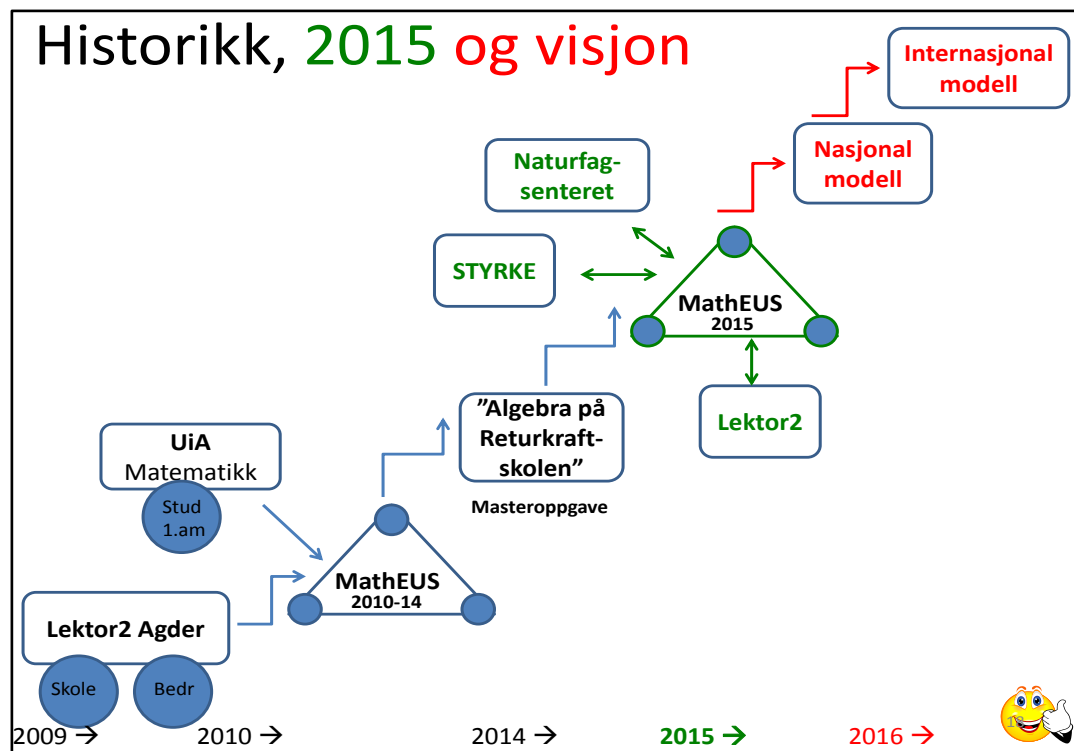 Historikk, 2015 og visjon
Internasjonal
modell
Nasjonal
modell
Naturfag-
senteret
STYRKE
MathEUS
2015
Lektor2
”Algebra på
Returkraft-
skolen”
Masteroppgave
UiA
Matematikk
Stud
1.am
MathEUS
2010-14
Lektor2 Agder
Skole
Bedr
2009 → 2010 → 2014 → 2015 → 2016 →